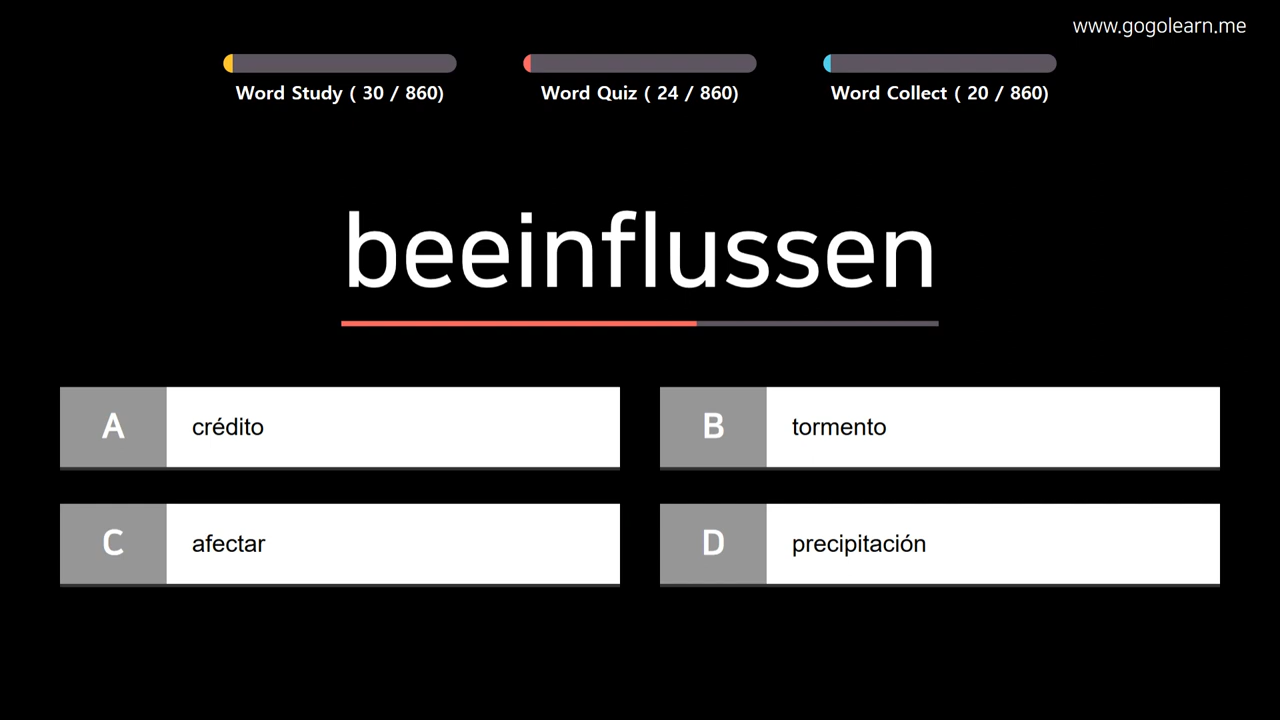 www.gogolearn.me
Word Study ( 30 / 860)
Word Quiz ( 24 / 860)
Word Collect ( 20 / 860)
beeinflussen
A crédito
B tormento
C afectar
D precipitación